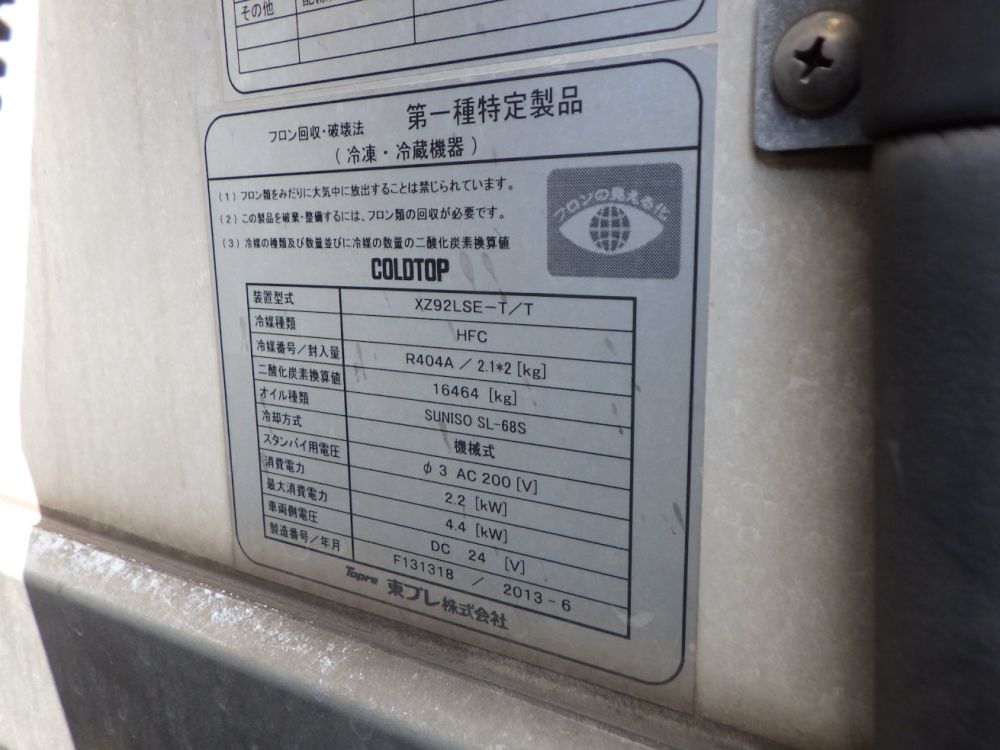 その他
フロン回収・破壊法 第一種特定製品
(冷凍・冷蔵機器)
(1) フロン類をみだりに大気中に放出することは禁じられています。
(2) この製品を破棄・整備するには、フロン類の回収が必要です。
(3) 冷媒の種類及び数量並びに冷媒の数量の二酸化炭素換算値
フロンの見える化
COLDTOP
装置型式 XZ92LSE-T/T
冷媒種類 HFC
冷媒番号/封入量 R404A / 2.1*2 [kg]
二酸化炭素換算値 16464 [kg]
オイル種類 SUNISO SL-68S
冷却方式 機械式
スタンバイ用電圧 φ3 AC 200 [V]
消費電力 2.2 [kW]
最大消費電力 4.4 [kW]
車両側電圧 DC 24 [V]
製造番号/年月 F131318 / 2013-6
Topre 東プレ株式会社